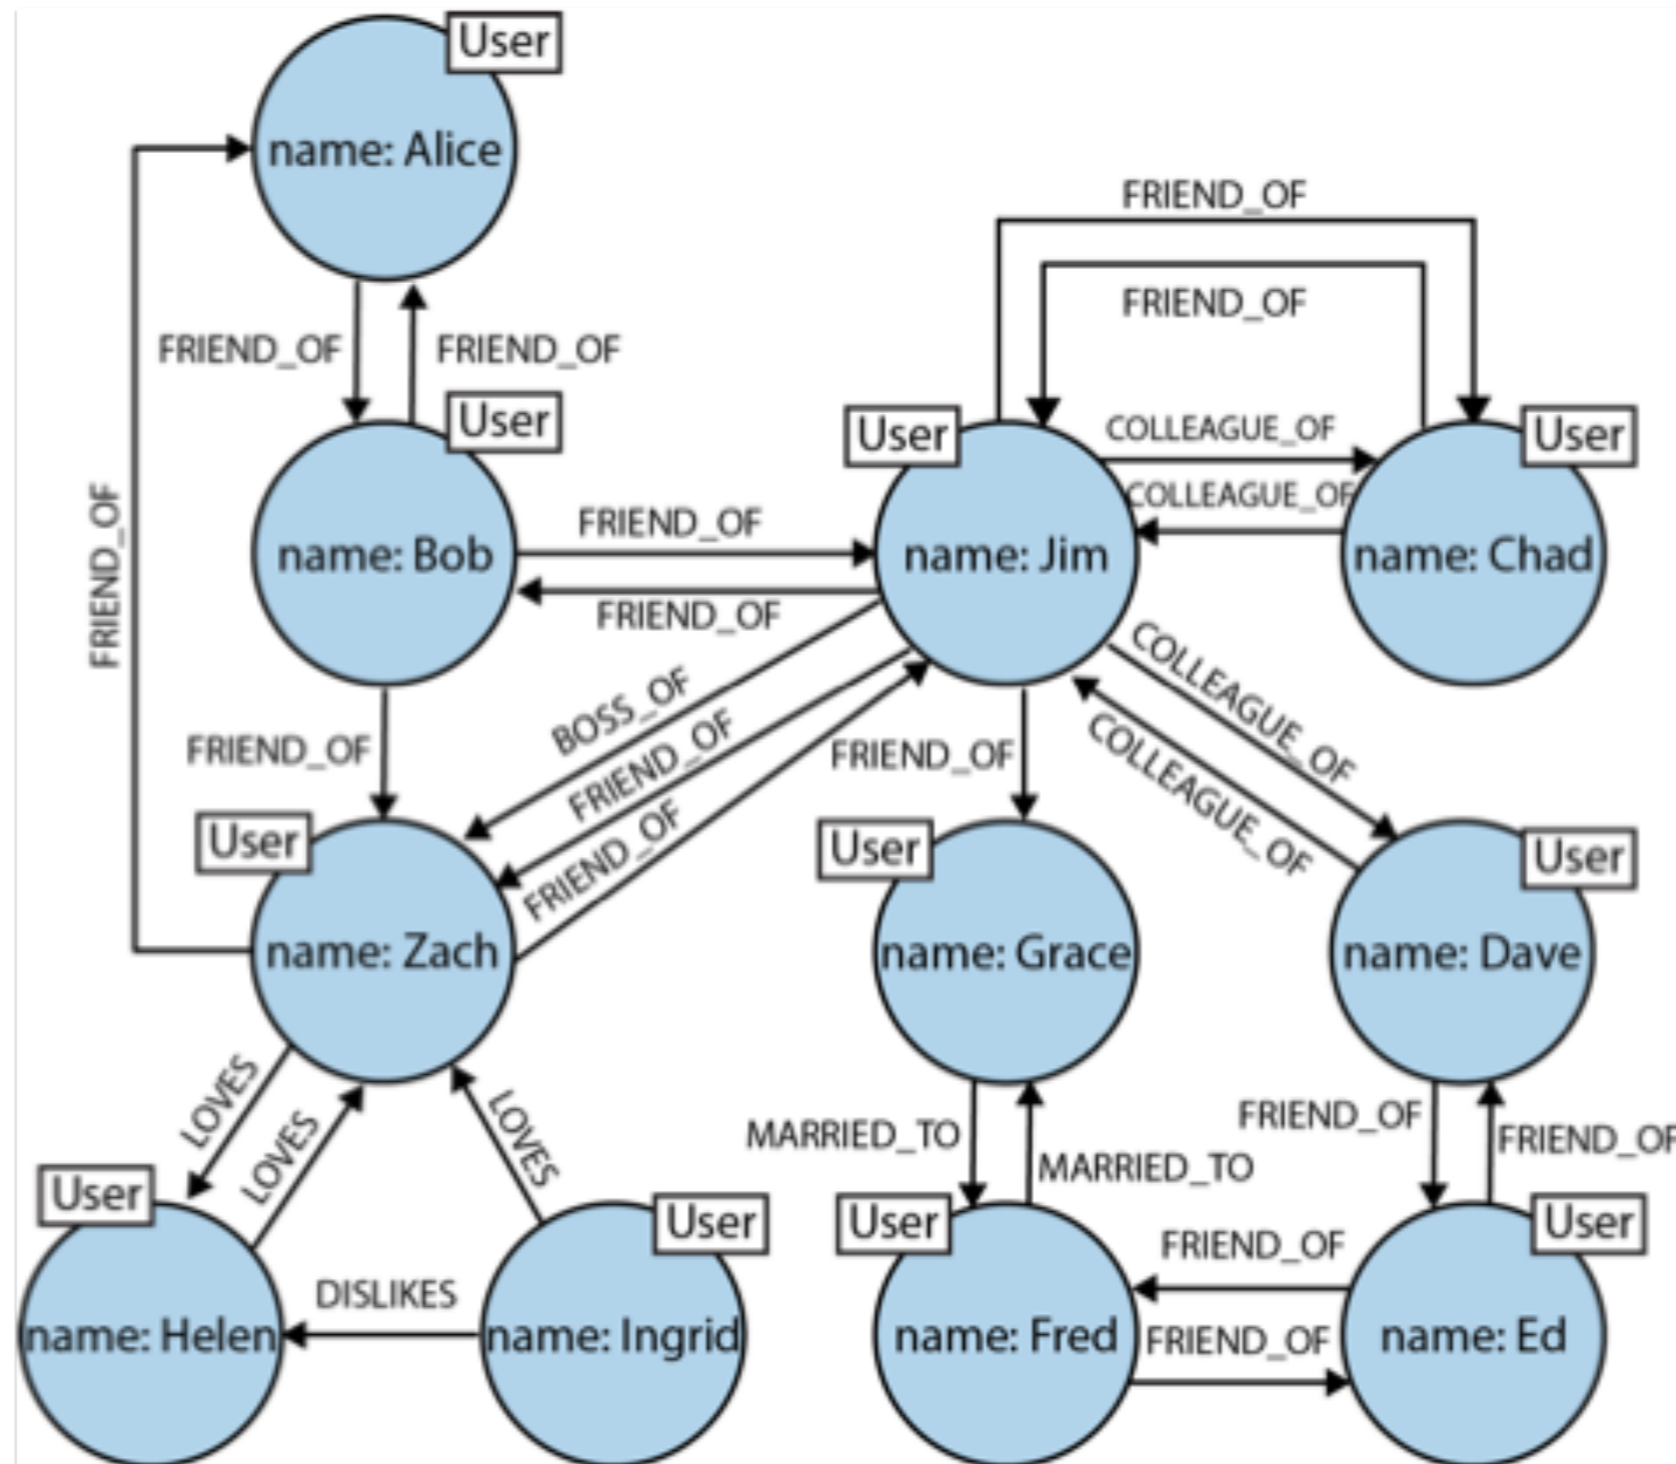 User
name: Alice
FRIEND_OF
FRIEND_OF
FRIEND_OF
FRIEND_OF
FRIEND_OF
User
name: Bob
User
name: Jim
User
name: Chad
COLLEAGUE_OF
COLLEAGUE_OF
FRIEND_OF
FRIEND_OF
FRIEND_OF
BOSS_OF
FRIEND_OF
FRIEND_OF
FRIEND_OF
COLLEAGUE_OF
COLLEAGUE_OF
User
name: Zach
User
name: Grace
User
name: Dave
LOVES
LOVES
LOVES
MARRIED_TO
MARRIED_TO
FRIEND_OF
FRIEND_OF
User
name: Helen
DISLIKES
User
name: Ingrid
User
name: Fred
FRIEND_OF
FRIEND_OF
User
name: Ed